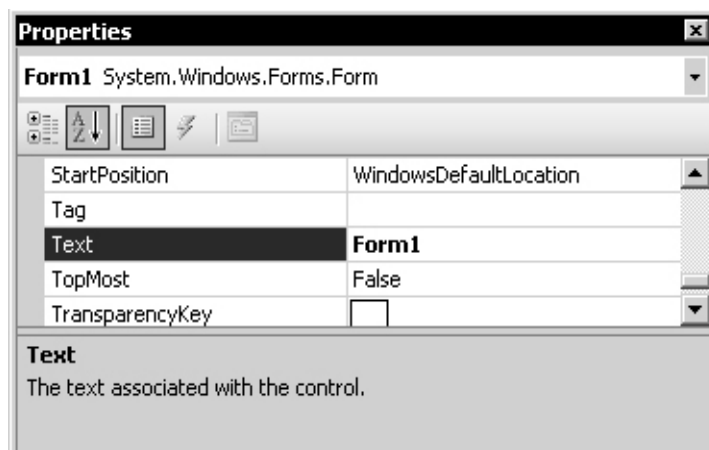 Properties
Form1 System.Windows.Forms.Form
A Z
StartPosition WindowsDefaultLocation
Tag
Text Form1
TopMost False
TransparencyKey
Text
The text associated with the control.